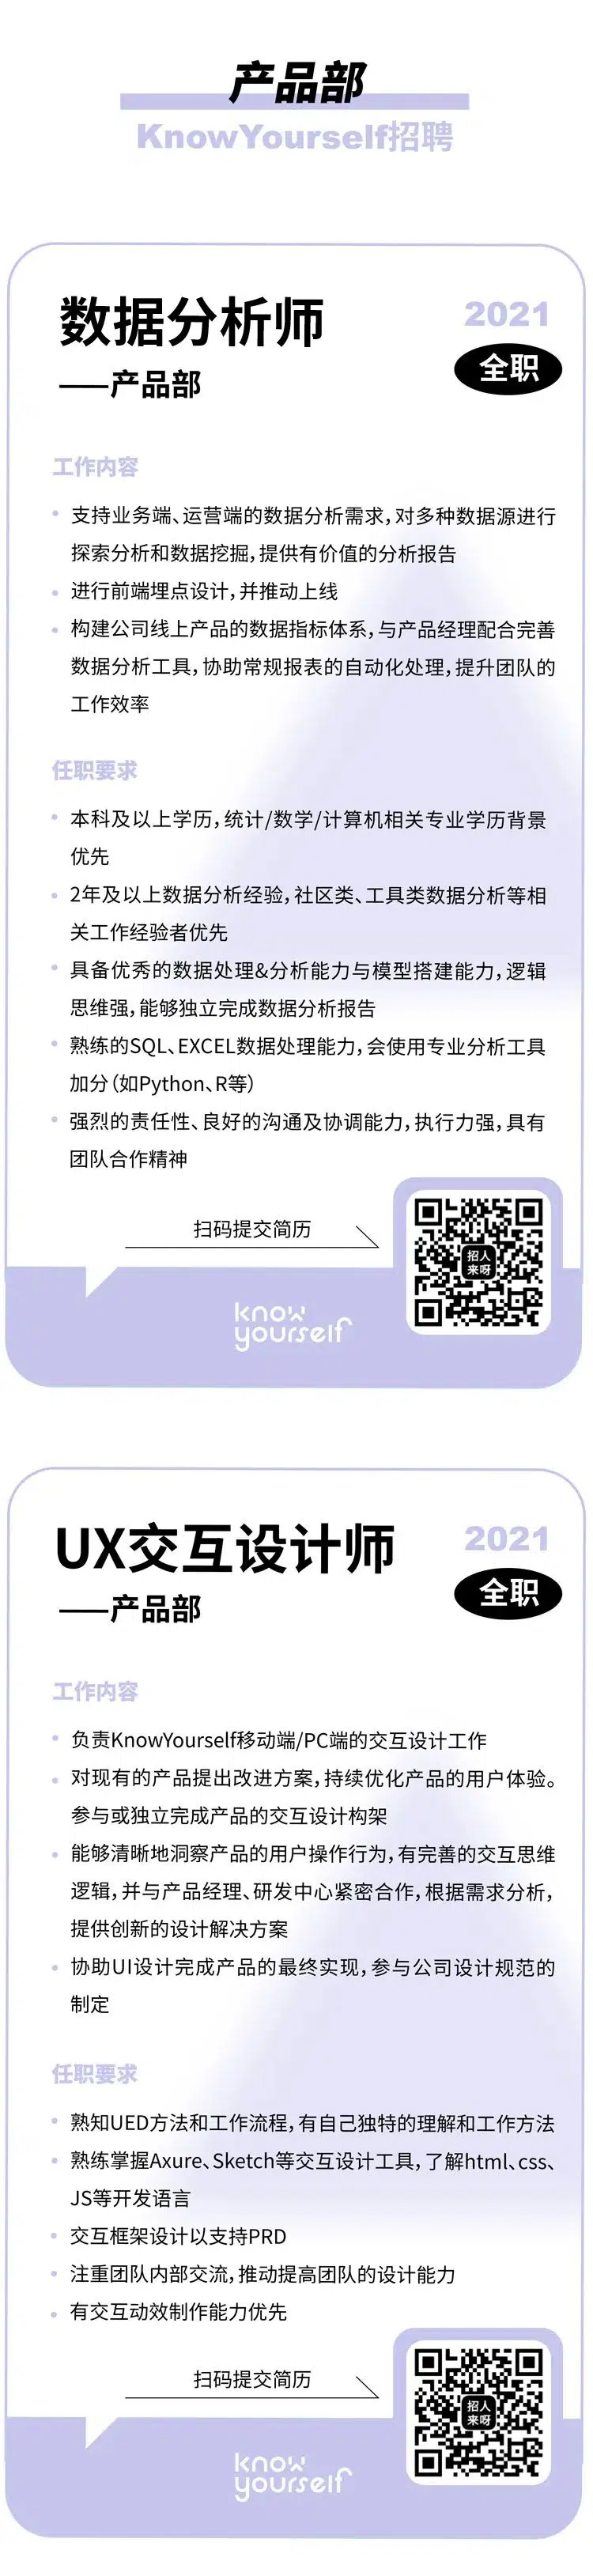 产品部
KnowYourself招聘
数据分析师
2021
——产品部
全职
工作内容
支持业务端、运营端的数据分析需求，对多种数据源进行
探索分析和数据挖掘，提供有价值的分析报告
进行前端埋点设计，并推动上线
构建公司线上产品的数据指标体系，与产品经理配合完善
数据分析工具，协助常规报表的自动化处理，提升团队的
工作效率
任职要求
本科及以上学历，统计/数学/计算机相关专业学历背景
优先
2年及以上数据分析经验，社区类、工具类数据分析等相
关工作经验者优先
具备优秀的数据处理&分析能力与模型搭建能力，逻辑
思维强，能够独立完成数据分析报告
熟练的SQL、EXCEL数据处理能力，会使用专业分析工具
加分（如Python、R等）
强烈的责任性、良好的沟通及协调能力，执行力强，具有
团队合作精神
扫码提交简历
招人
来呀
know
yourself
UX交互设计师
2021
——产品部
全职
工作内容
负责KnowYourself移动端/PC端的交互设计工作
对现有的产品提出改进方案，持续优化产品的用户体验。
参与或独立完成产品的交互设计构架
能够清晰地洞察产品的用户操作行为，有完善的交互思维
逻辑，并与产品经理、研发中心紧密合作，根据需求分析，
提供创新的设计解决方案
协助UI设计完成产品的最终实现，参与公司设计规范的
制定
任职要求
熟知UED方法和工作流程，有自己独特的理解和工作方法
熟练掌握Axure、Sketch等交互设计工具，了解html、css、
JS等开发语言
交互框架设计以支持PRD
注重团队内部交流，推动提高团队的设计能力
有交互动效制作能力优先
扫码提交简历
招人
来呀
know
yourself